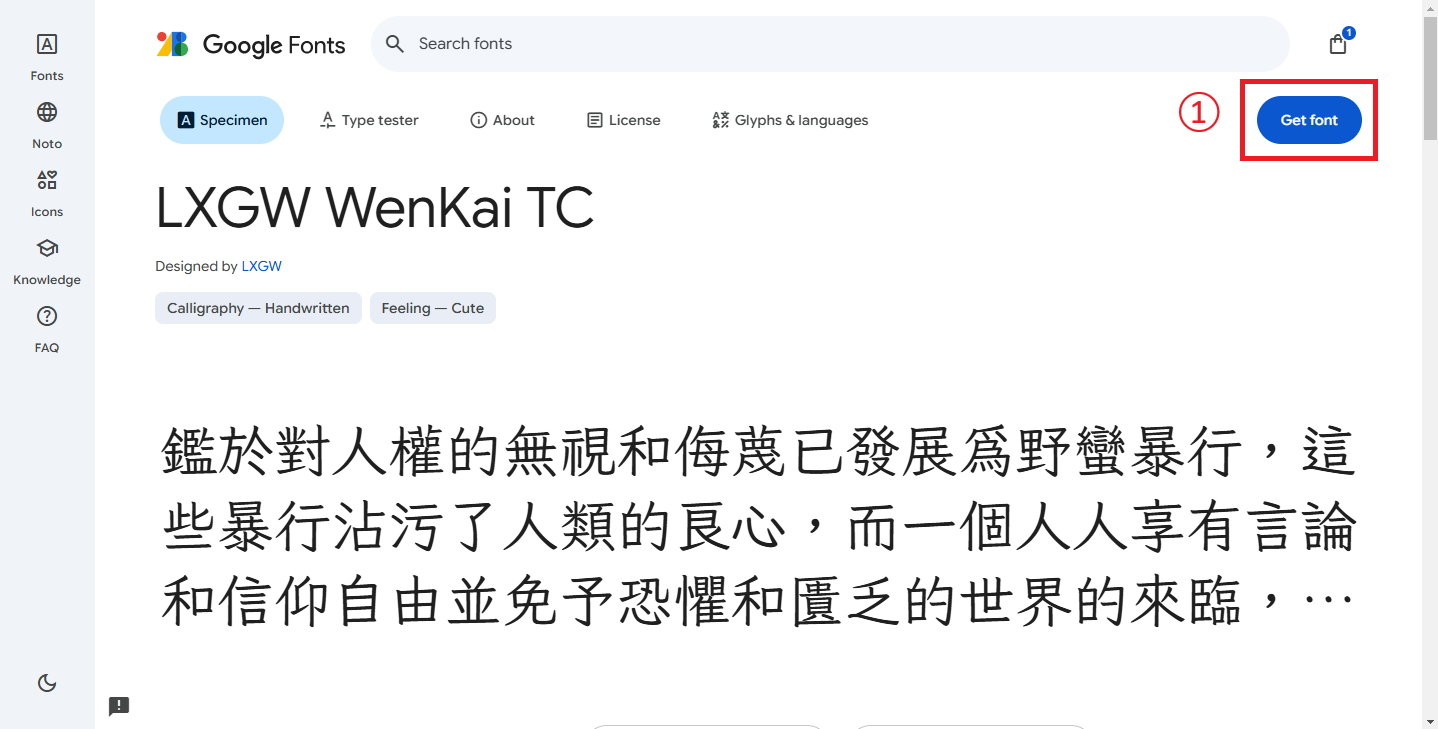 Google Fonts
Search fonts
1
Fonts
Noto
Icons
Knowledge
FAQ
Specimen
Type tester
About
License
Glyphs & languages
①
Get font
LXGW WenKai TC
Designed by LXGW
Calligraphy — Handwritten
Feeling — Cute
鑑於對人權的無視和侮蔑已發展爲野蠻暴行，這
些暴行沾污了人類的良心，而一個人人享有言論
和信仰自由並免予恐懼和匱乏的世界的來臨，…